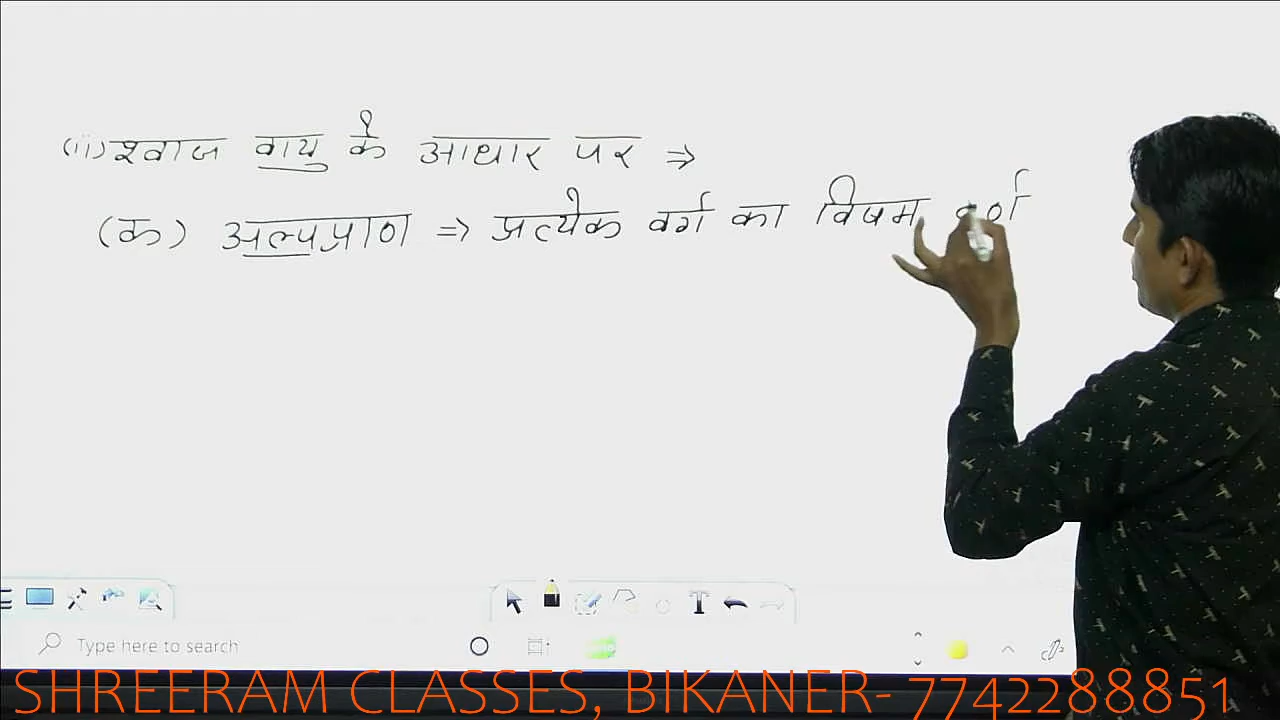 (ii) श्वाज वायु के आधार पर ⇒
(क) अल्पप्राण ⇒ प्रत्येक वर्ग का विषम वर्ण
Type here to search
SHREERAM CLASSES, BIKANER- 7742288851